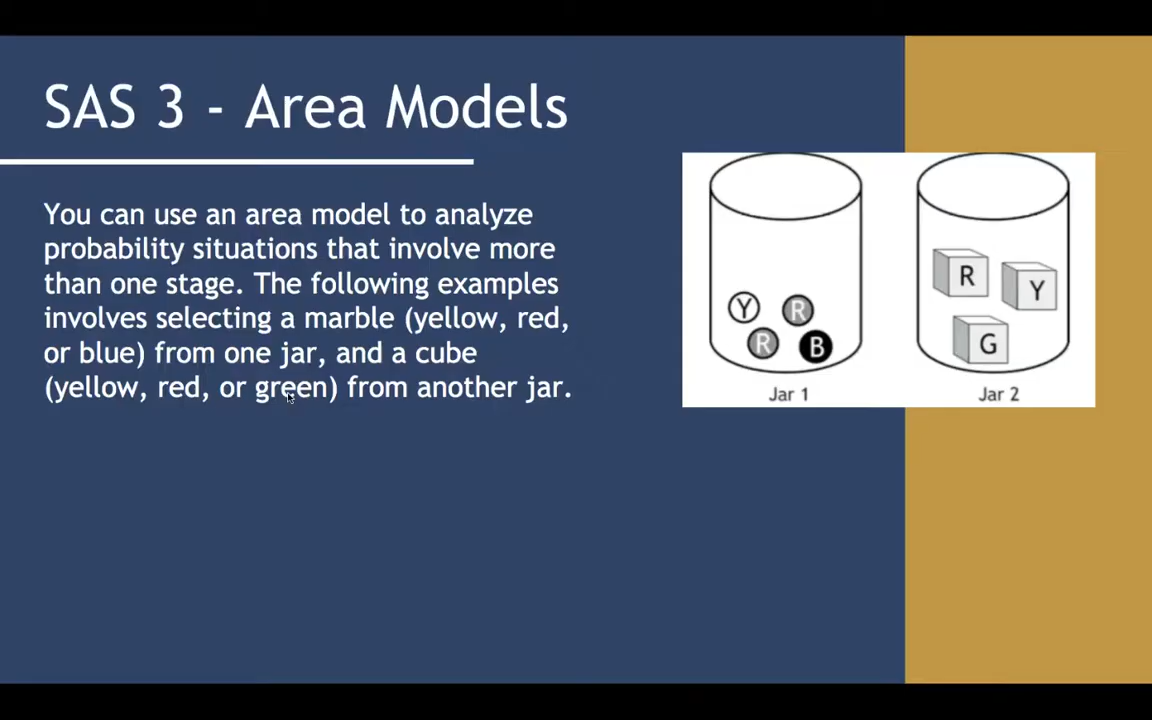 SAS 3 - Area Models
You can use an area model to analyze
probability situations that involve more
than one stage. The following examples
involves selecting a marble (yellow, red,
or blue) from one jar, and a cube
(yellow, red, or green) from another jar.
Y R
R B
Jar 1
R Y
G
Jar 2